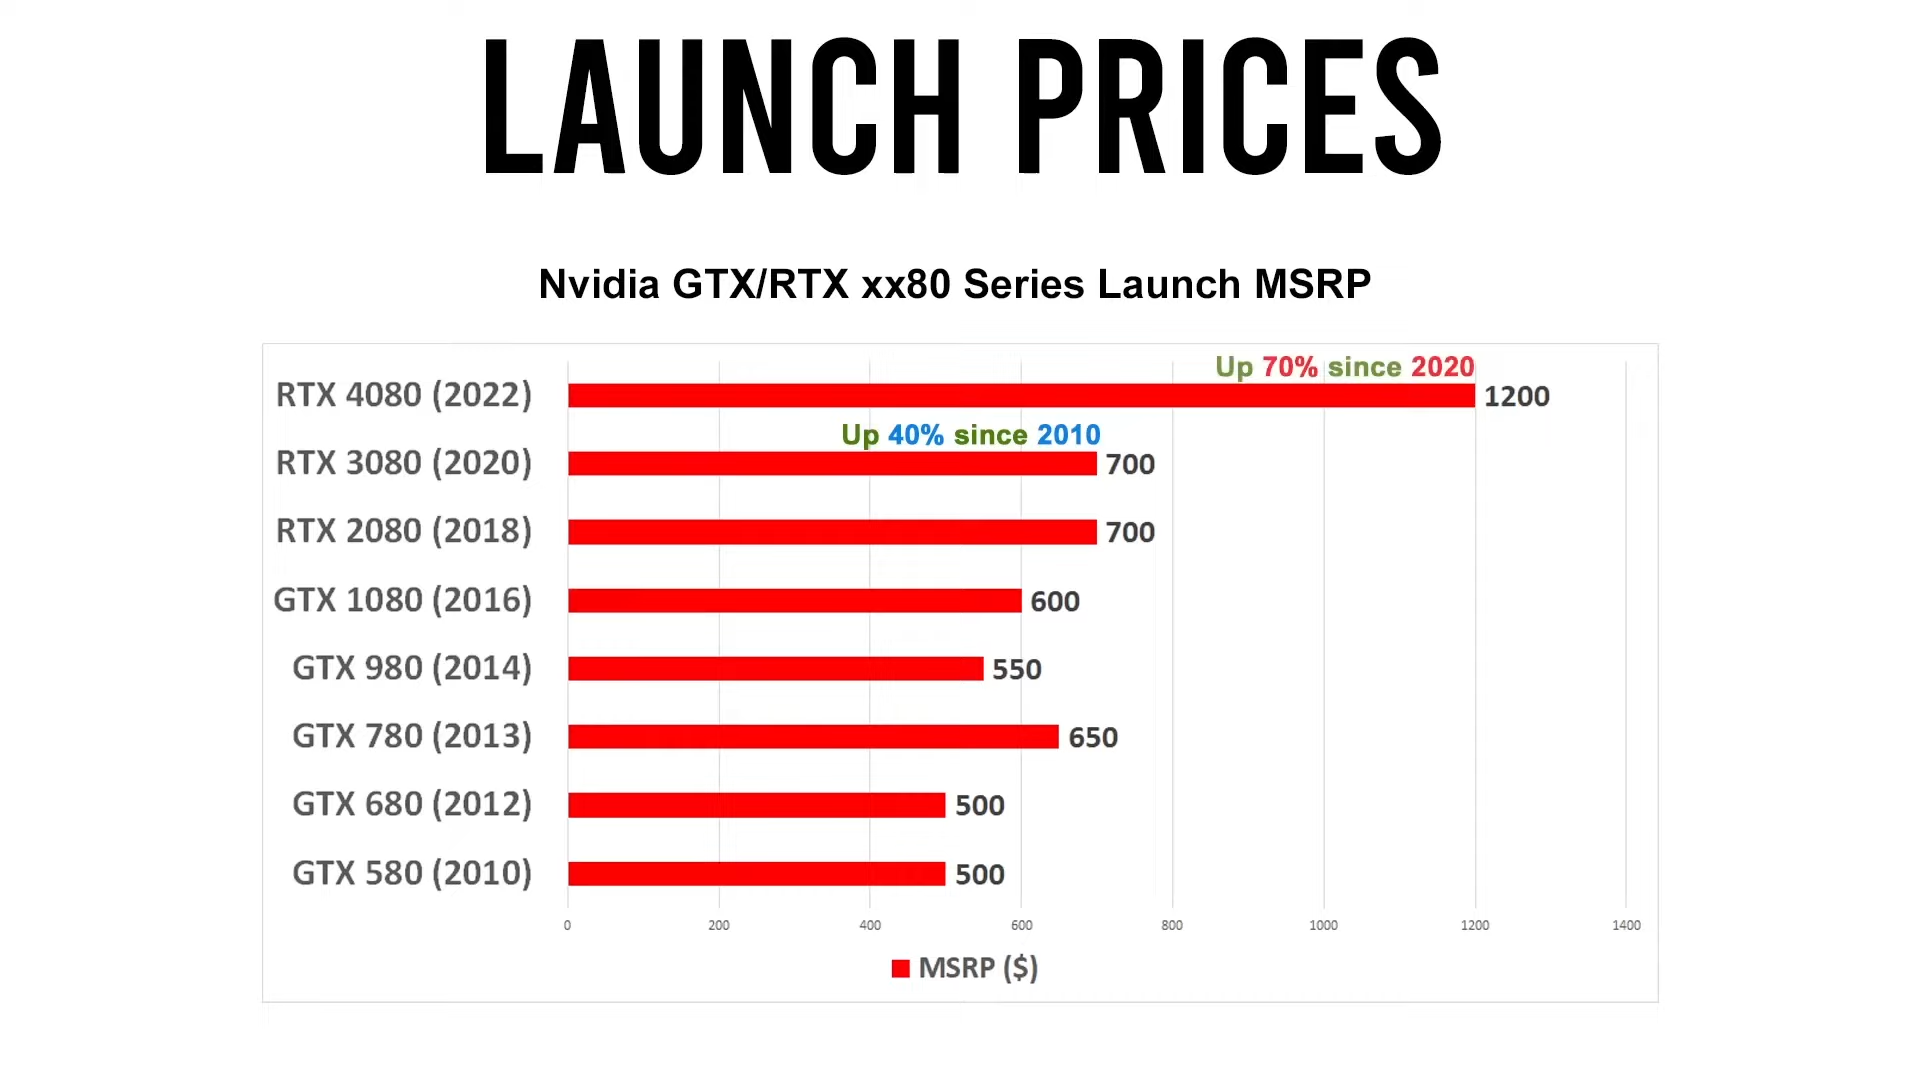 LAUNCH PRICES
Nvidia GTX/RTX xx80 Series Launch MSRP
Up 70% since 2020
RTX 4080 (2022) 1200
Up 40% since 2010
RTX 3080 (2020) 700
RTX 2080 (2018) 700
GTX 1080 (2016) 600
GTX 980 (2014) 550
GTX 780 (2013) 650
GTX 680 (2012) 500
GTX 580 (2010) 500
0 200 400 600 800 1000 1200 1400
MSRP ($)